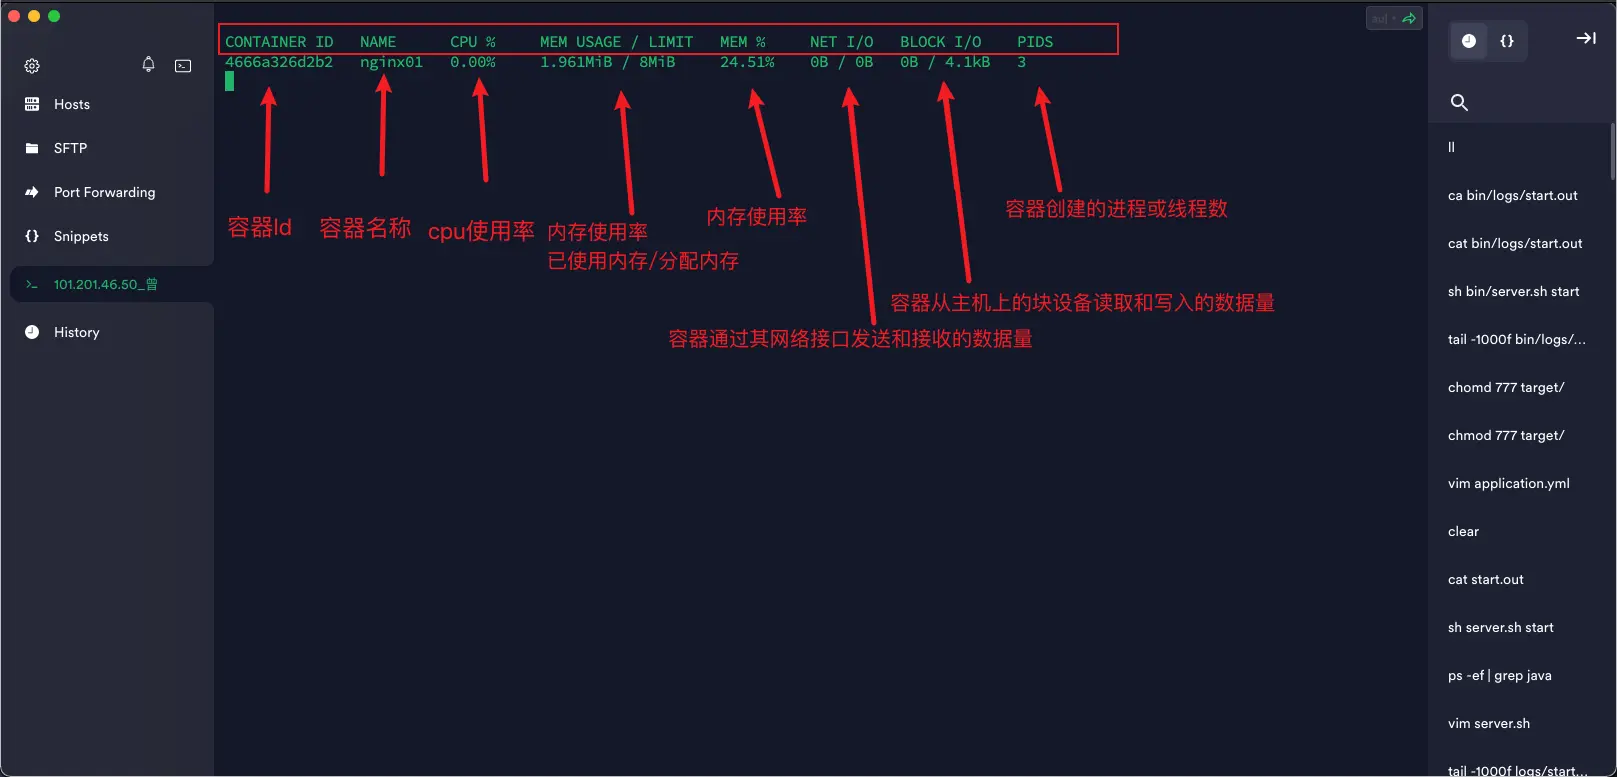 CONTAINER ID NAME CPU % MEM USAGE / LIMIT MEM % NET I/O BLOCK I/O PIDS
4666a326d2b2 nginx01 0.00% 1.961MiB / 8MiB 24.51% 0B / 0B 0B / 4.1kB 3
容器Id
容器名称
cpu使用率
内存使用率
已使用内存/分配内存
内存使用率
容器通过其网络接口发送和接收的数据量
容器从主机上的块设备读取和写入的数据量
容器创建的进程或线程数
Hosts
SFTP
Port Forwarding
Snippets
101.201.46.50_曾
History
ll
ca bin/logs/start.out
cat bin/logs/start.out
sh bin/server.sh start
tail -1000f bin/logs/...
chomd 777 target/
chmod 777 target/
vim application.yml
clear
cat start.out
sh server.sh start
ps -ef | grep java
vim server.sh
tail -1000f logs/start...